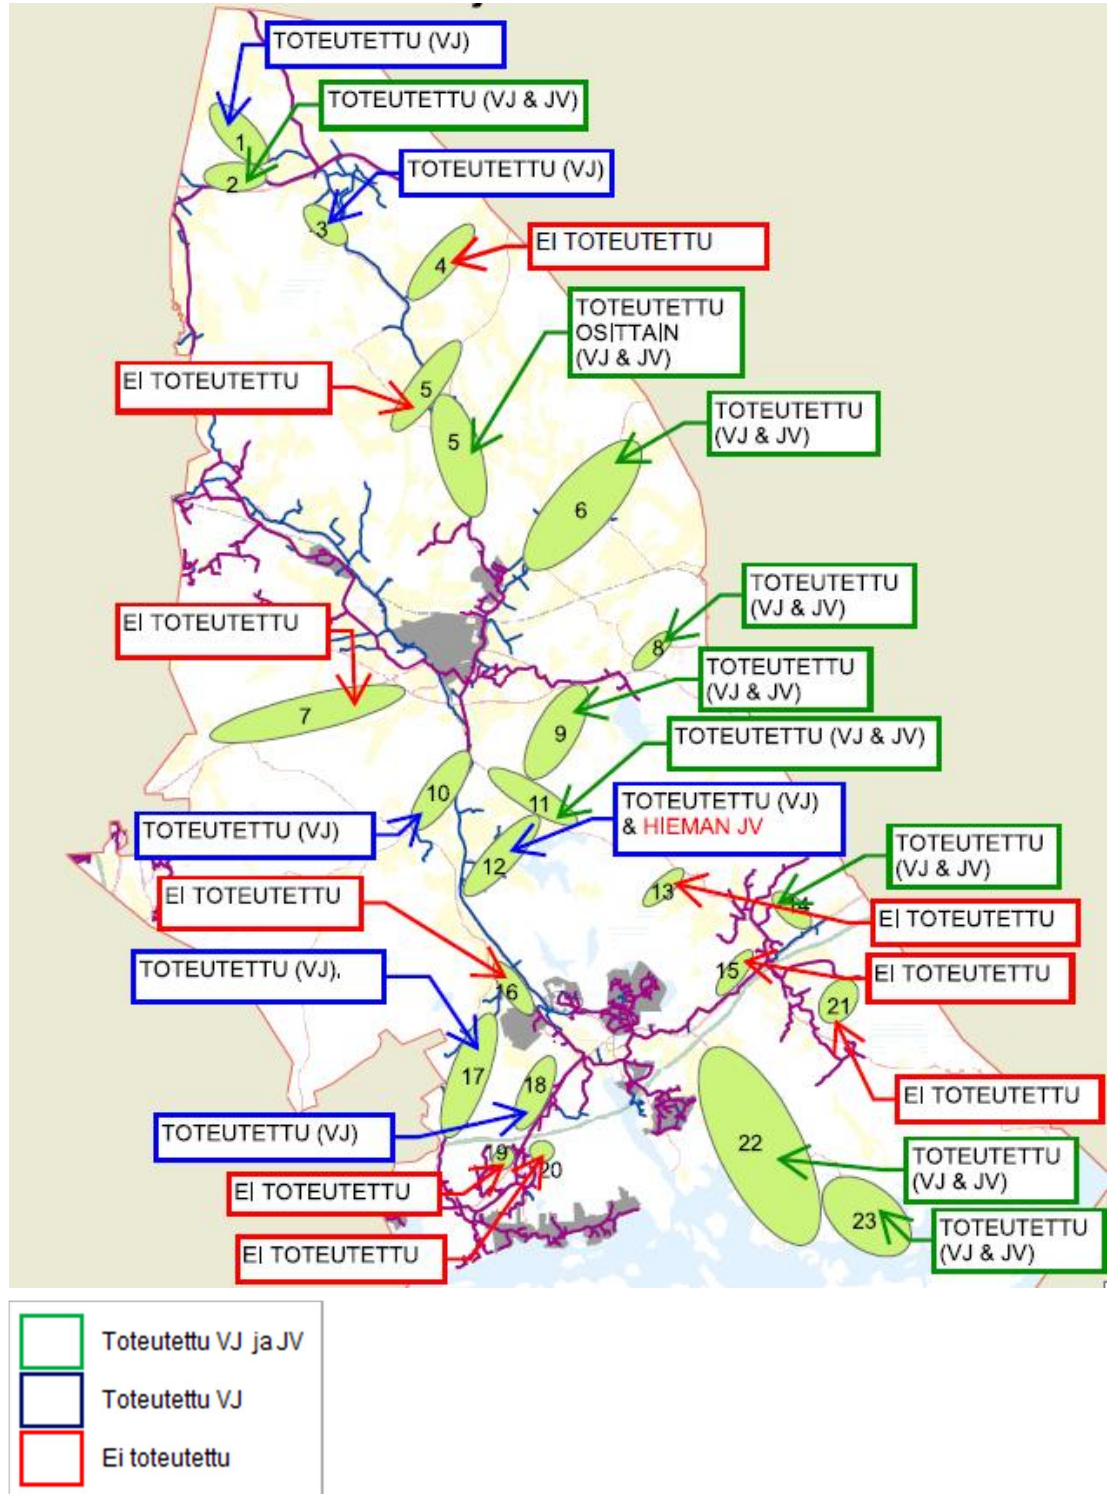 TOTEUTETTU (VJ)
TOTEUTETTU (VJ & JV)
1
TOTEUTETTU (VJ)
2
3
EI TOTEUTETTU
4
TOTEUTETTU
OSITTAIN
(VJ & JV)
EI TOTEUTETTU
5
TOTEUTETTU
(VJ & JV)
5
6
TOTEUTETTU
(VJ & JV)
EI TOTEUTETTU
8
TOTEUTETTU
(VJ & JV)
7
9
TOTEUTETTU (VJ & JV)
10
11
TOTEUTETTU (VJ)
& HIEMAN JV
TOTEUTETTU (VJ)
12
TOTEUTETTU
(VJ & JV)
EI TOTEUTETTU
13
14
EI TOTEUTETTU
TOTEUTETTU (VJ).
15
EI TOTEUTETTU
16
21
17
18
EI TOTEUTETTU
TOTEUTETTU (VJ)
22
19
20
TOTEUTETTU
(VJ & JV)
EI TOTEUTETTU
23
TOTEUTETTU
(VJ & JV)
EI TOTEUTETTU
Toteutettu VJ ja JV
Toteutettu VJ
Ei toteutettu